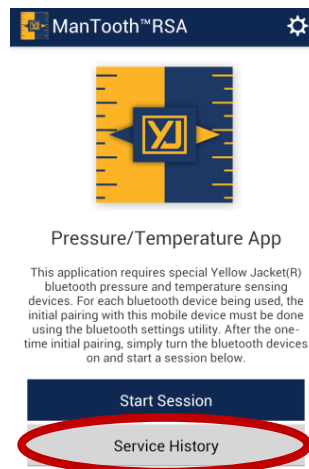 ManTooth™RSA
YJ
Pressure/Temperature App
This application requires special Yellow Jacket(R)
bluetooth pressure and temperature sensing
devices. For each bluetooth device being used, the
initial pairing with this mobile device must be done
using the bluetooth settings utility. After the one-
time initial pairing, simply turn the bluetooth devices
on and start a session below.
Start Session
Service History